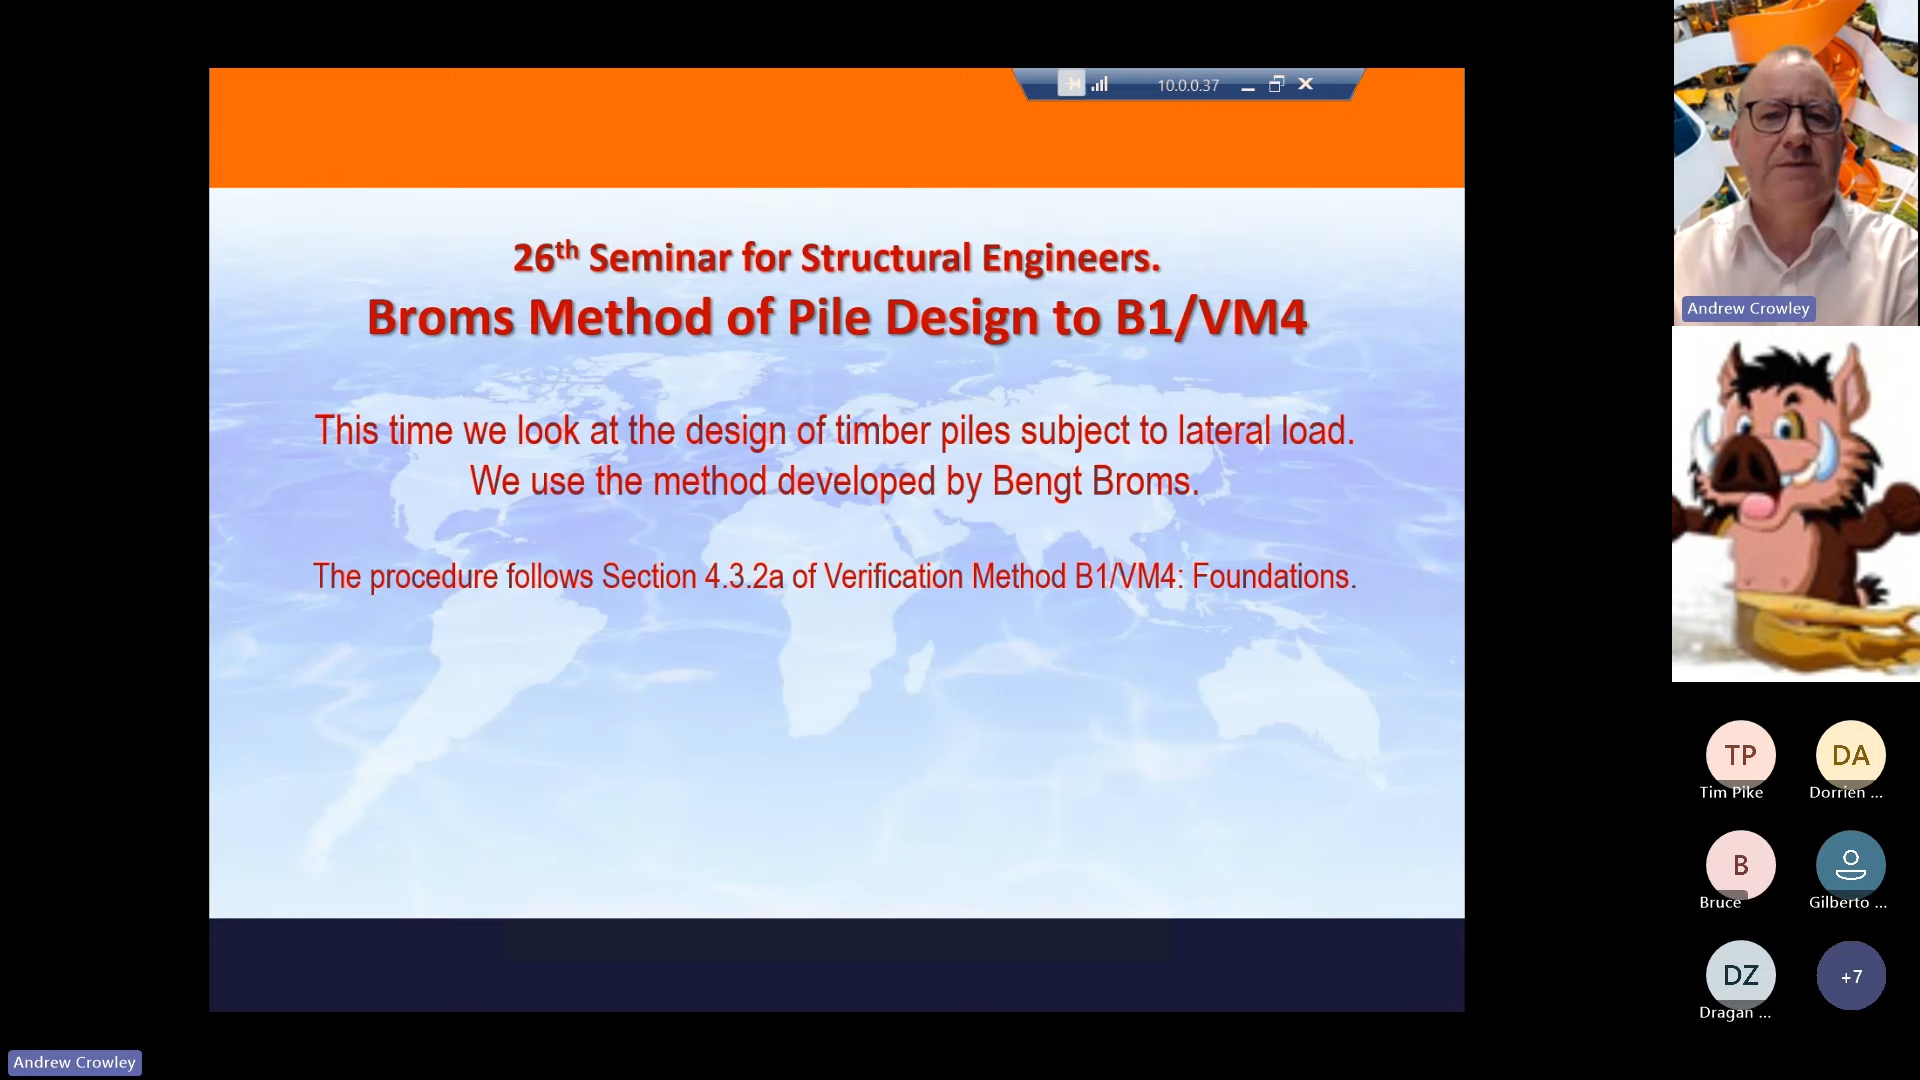 10.0.0.37
26th Seminar for Structural Engineers.
Broms Method of Pile Design to B1/VM4
This time we look at the design of timber piles subject to lateral load.
We use the method developed by Bengt Broms.
The procedure follows Section 4.3.2a of Verification Method B1/VM4: Foundations.
Andrew Crowley
TP
Tim Pike
DA
Dorrien ...
B
Bruce
Gilberto ...
DZ
Dragan ...
+7
Andrew Crowley